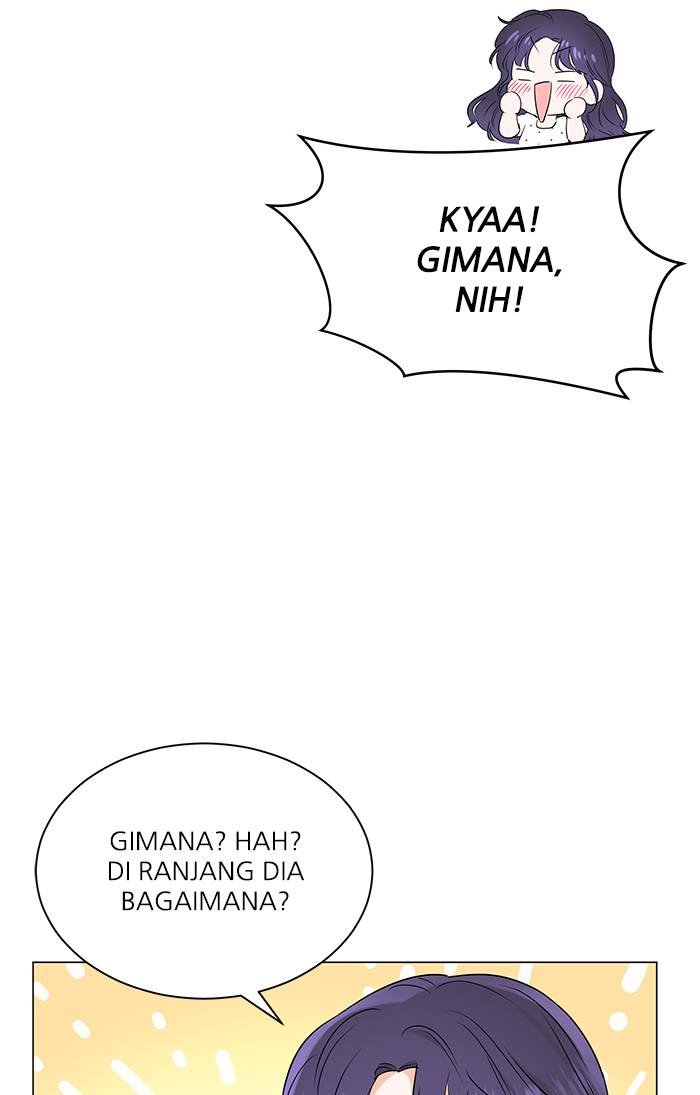 KYAA!
GIMANA,
NIH!
GIMANA? HAH?
DI RANJANG DIA
BAGAIMANA?